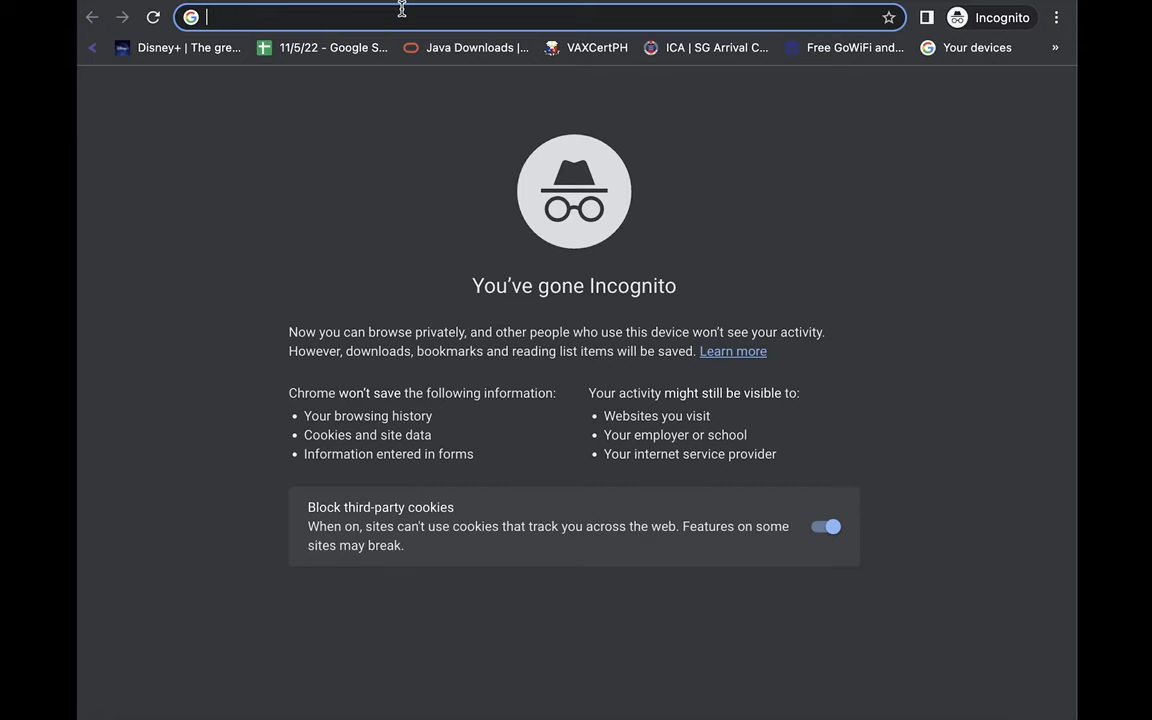 Incognito
Disney+ | The gre...
11/5/22 - Google S...
Java Downloads |...
VAXCertPH
ICA | SG Arrival C...
Free GoWiFi and...
Your devices
You've gone Incognito
Now you can browse privately, and other people who use this device won't see your activity.
However, downloads, bookmarks and reading list items will be saved. Learn more
Chrome won't save the following information:
• Your browsing history
• Cookies and site data
• Information entered in forms
Your activity might still be visible to:
• Websites you visit
• Your employer or school
• Your internet service provider
Block third-party cookies
When on, sites can't use cookies that track you across the web. Features on some
sites may break.